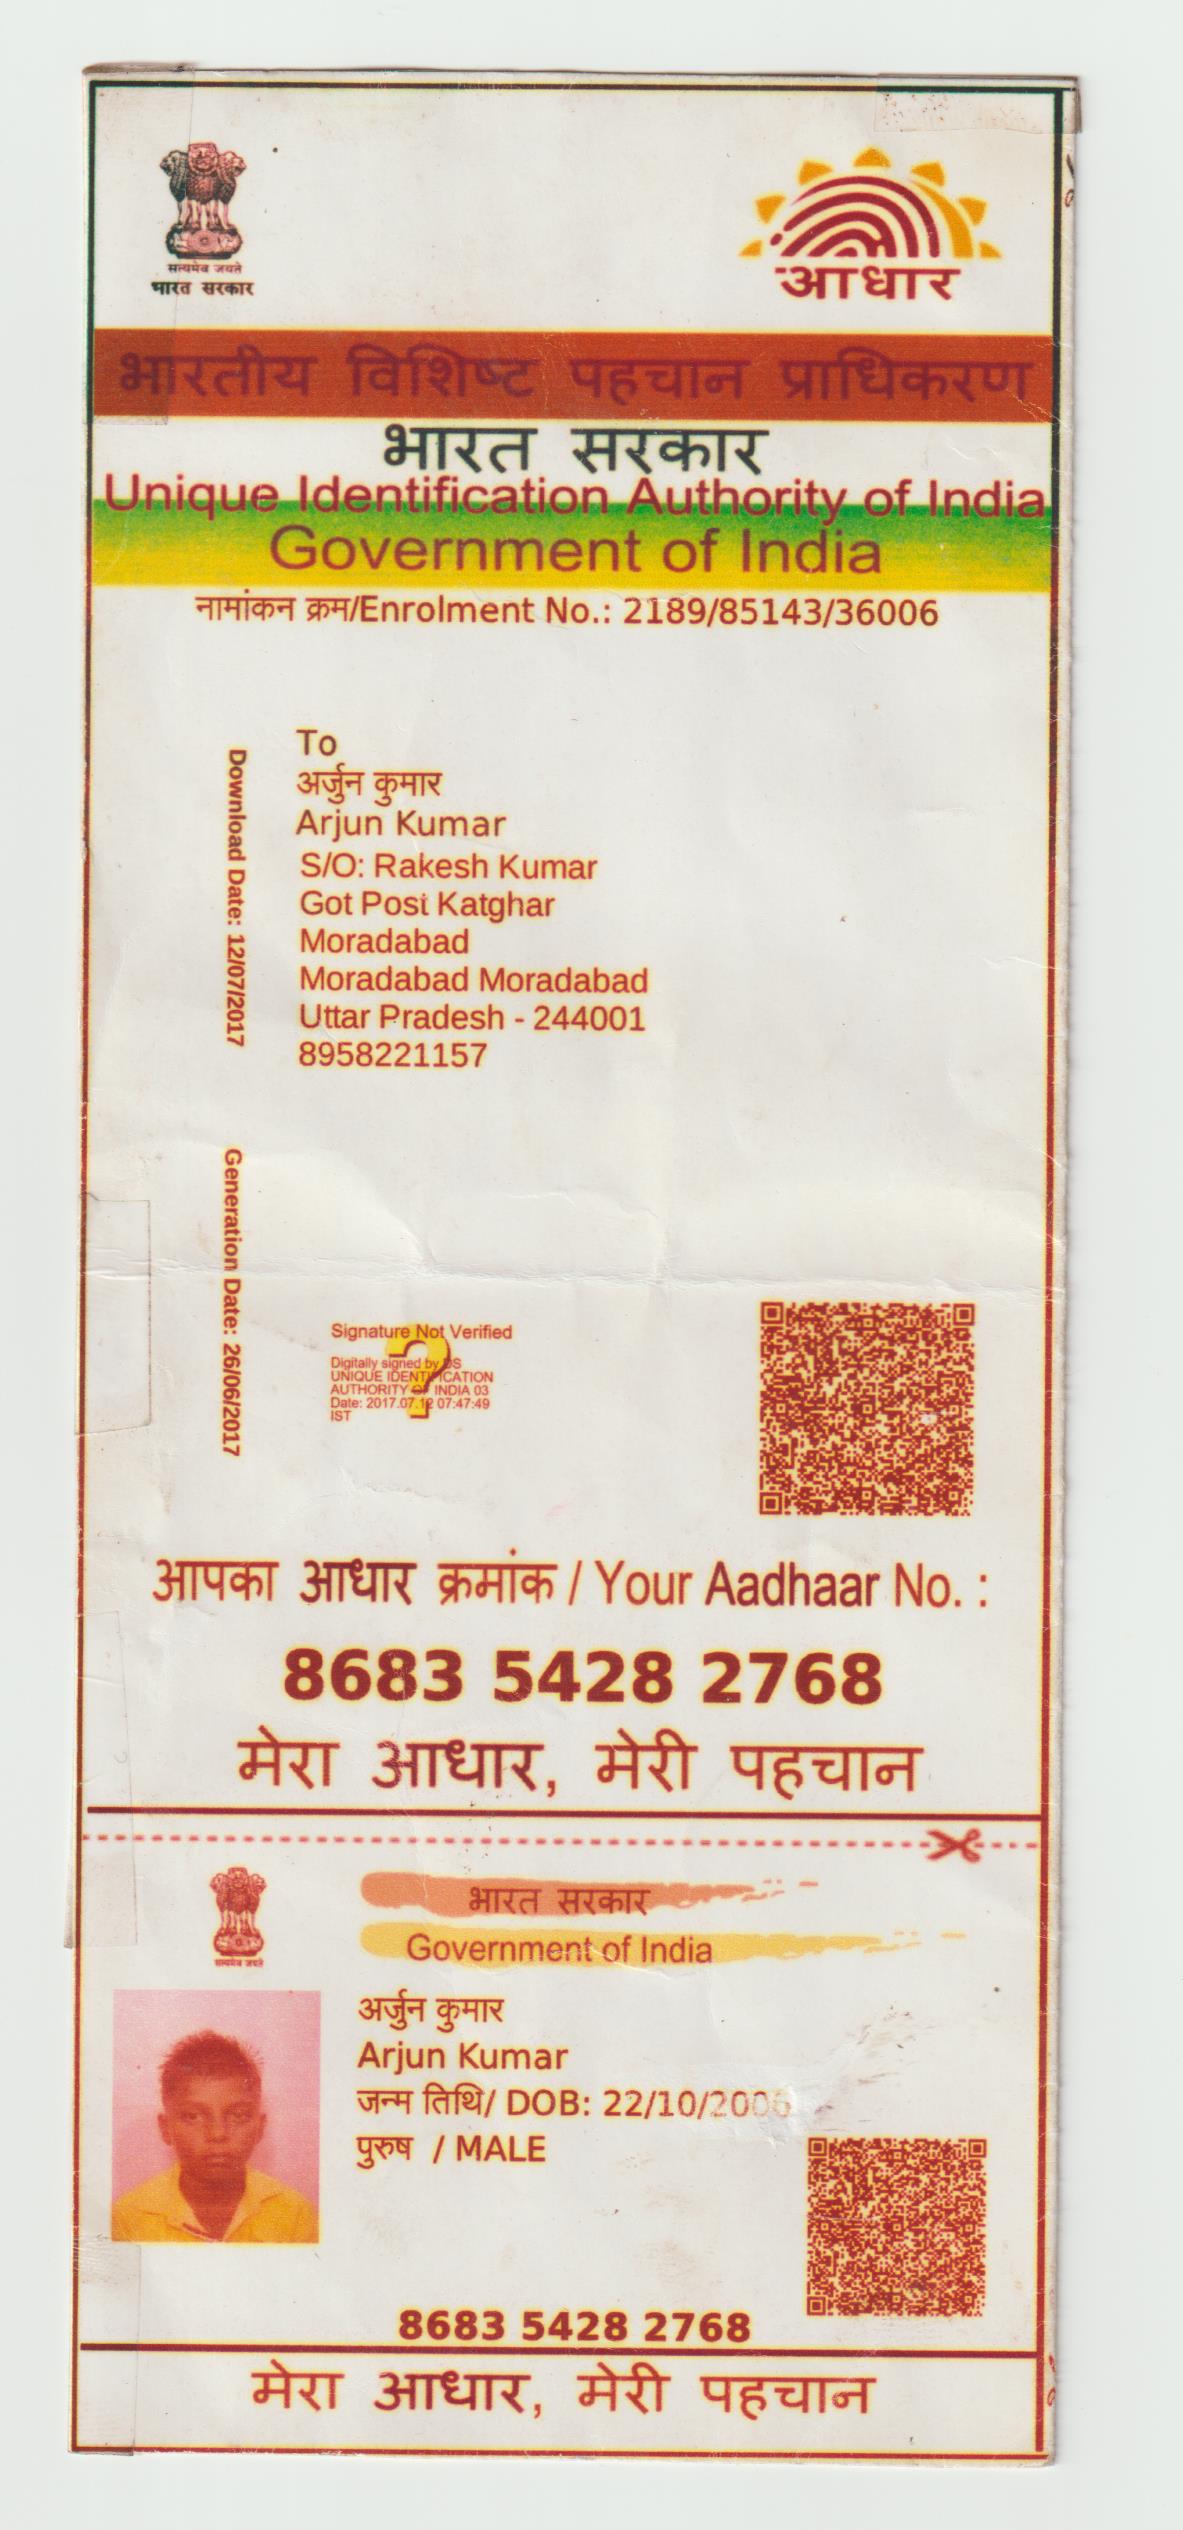 सत्यमेव जयते
भारत सरकार
आधार
भारतीय विशिष्ट पहचान प्राधिकरण
भारत सरकार
Unique Identification Authority of India
Government of India
नामांकन क्रम/Enrolment No.: 2189/85143/36006
To
अर्जुन कुमार
Arjun Kumar
S/O: Rakesh Kumar
Got Post Katghar
Moradabad
Moradabad Moradabad
Uttar Pradesh - 244001
8958221157
Download Date: 12/07/2017
Generation Date: 26/06/2017
Signature Not Verified
Digitally signed by DS
UNIQUE IDENTIFICATION
AUTHORITY OF INDIA 03
Date: 2017.07.12 07:47:49
IST
आपका आधार क्रमांक / Your Aadhaar No. :
8683 5428 2768
मेरा आधार, मेरी पहचान
सत्यमेव जयते
भारत सरकार
Government of India
अर्जुन कुमार
Arjun Kumar
जन्म तिथि/ DOB: 22/10/2006
पुरुष / MALE
8683 5428 2768
मेरा आधार, मेरी पहचान